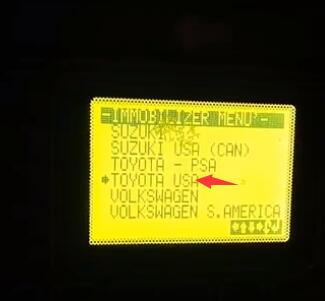 -IMMOBILIZER MENU-
SUZUKI
SUZUKI USA (CAN)
TOYOTA - PSA
TOYOTA USA
VOLKSWAGEN
VOLKSWAGEN S.AMERICA